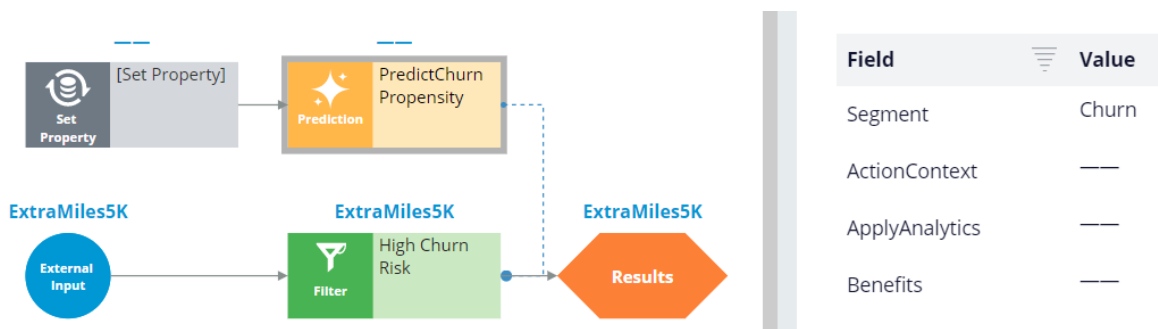 —— ——
[Set Property]
Set
Property
PredictChurn
Propensity
Prediction
ExtraMiles5K ExtraMiles5K ExtraMiles5K
External
Input
High Churn
Risk
Filter
Results
Field Value
Segment Churn
ActionContext ——
ApplyAnalytics ——
Benefits ——